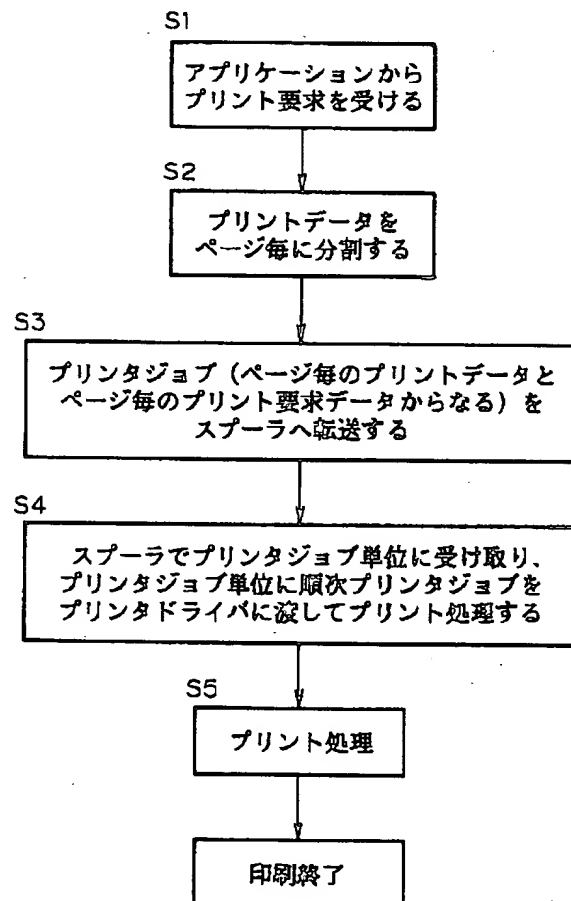 S1
アプリケーションから
プリント要求を受ける
S2
プリントデータを
ページ毎に分割する
S3
プリンタジョブ（ページ毎のプリントデータと
ページ毎のプリント要求データからなる）を
スプーラへ転送する
S4
スプーラでプリンタジョブ単位に受け取り、
プリンタジョブ単位に順次プリンタジョブを
プリンタドライバに渡してプリント処理する
S5
プリント処理
印刷終了